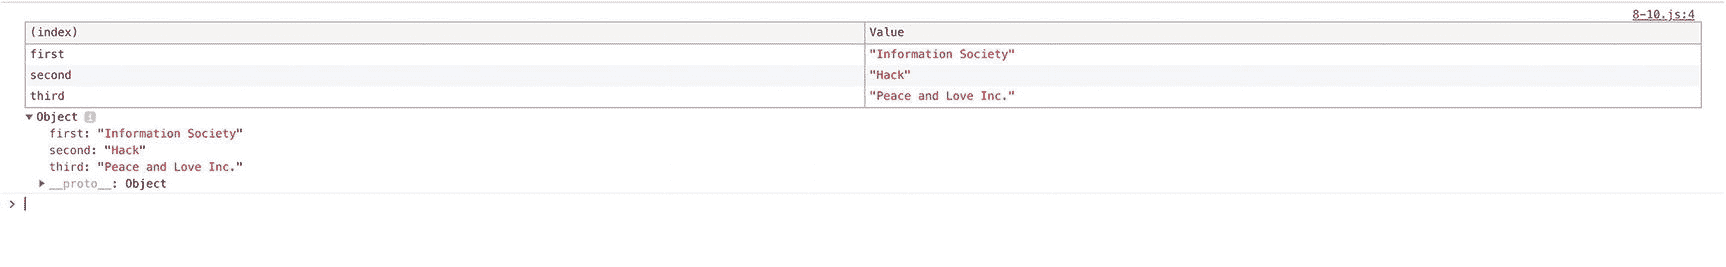 8-10.js:4
(index) Value
first "Information Society"
second "Hack"
third "Peace and Love Inc."
▼Object i
first: "Information Society"
second: "Hack"
third: "Peace and Love Inc."
▶__proto__: Object
>